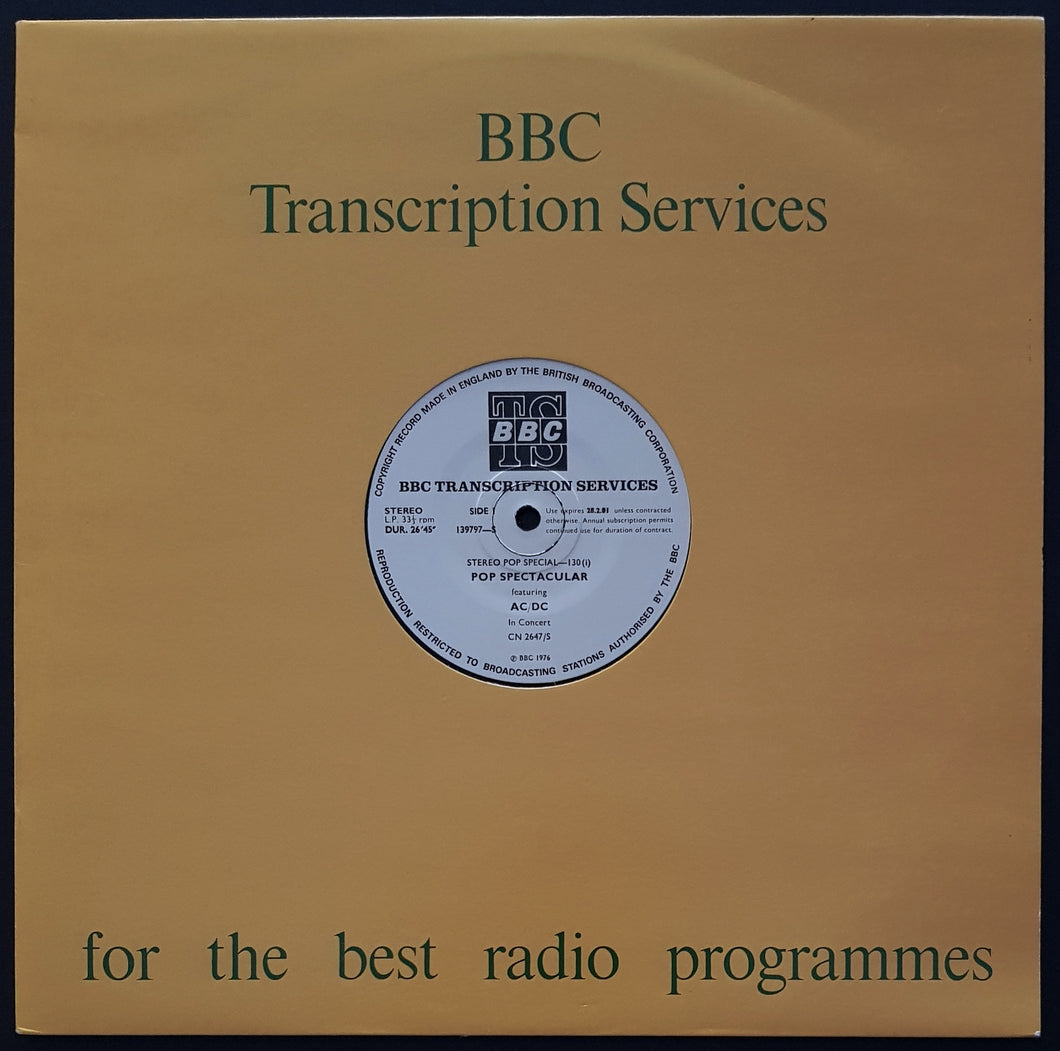 BBC
Transcription Services
COPYRIGHT RECORD MADE IN ENGLAND BY THE BRITISH BROADCASTING CORPORATION
TS
BBC
BBC TRANSCRIPTION SERVICES
STEREO
L.P. 33⅓ rpm
DUR. 26'45"
SIDE 1
139797—S
Use expires 28.2.81 unless contracted
otherwise. Annual subscription permits
continued use for duration of contract.
STEREO POP SPECIAL—130(i)
POP SPECTACULAR
featuring
AC/DC
In Concert
CN 2647/S
℗ BBC 1976
REPRODUCTION RESTRICTED TO BROADCASTING STATIONS AUTHORISED BY THE BBC
for the best radio programmes